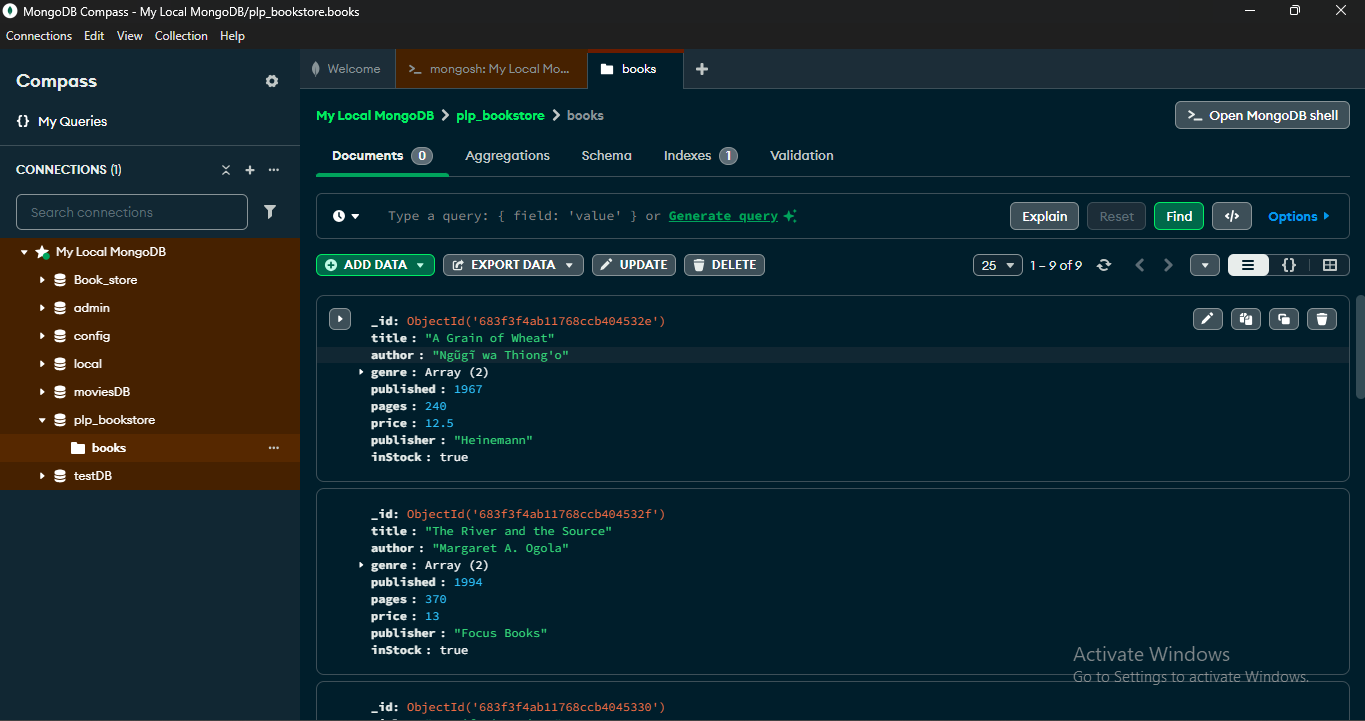 MongoDB Compass - My Local MongoDB/plp_bookstore.books
Connections Edit View Collection Help
Compass
{} My Queries
CONNECTIONS (1)
Search connections
My Local MongoDB
Book_store
admin
config
local
moviesDB
plp_bookstore
books
testDB
Welcome
>_ mongosh: My Local Mo...
books
My Local MongoDB > plp_bookstore > books
>_ Open MongoDB shell
Documents 0 Aggregations Schema Indexes 1 Validation
Type a query: { field: 'value' } or Generate query
Explain Reset Find </> Options
ADD DATA EXPORT DATA UPDATE DELETE
25 1 – 9 of 9 {}
_id: ObjectId('683f3f4ab11768ccb404532e')
title : "A Grain of Wheat"
author : "Ngũgĩ wa Thiong'o"
genre : Array (2)
published : 1967
pages : 240
price : 12.5
publisher : "Heinemann"
inStock : true
_id: ObjectId('683f3f4ab11768ccb404532f')
title : "The River and the Source"
author : "Margaret A. Ogola"
genre : Array (2)
published : 1994
pages : 370
price : 13
publisher : "Focus Books"
inStock : true
_id: ObjectId('683f3f4ab11768ccb4045330')
Activate Windows
Go to Settings to activate Windows.